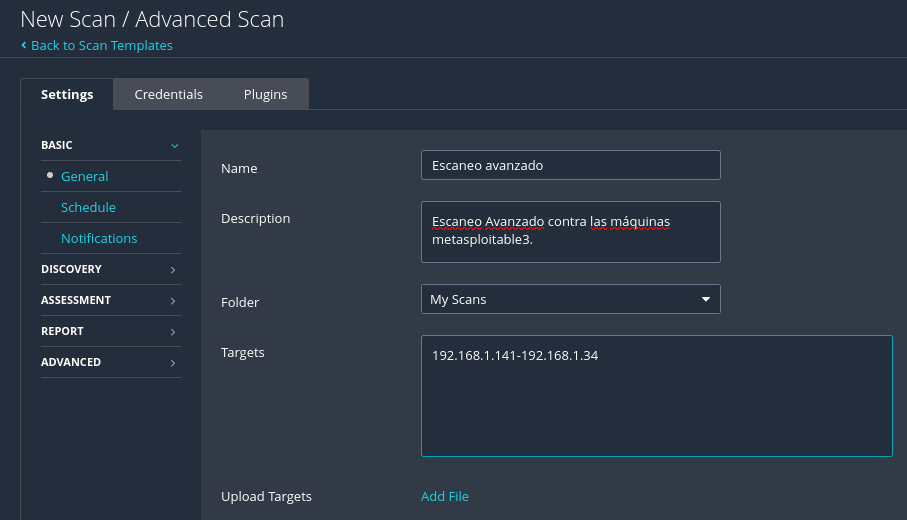 New Scan / Advanced Scan
Back to Scan Templates
Settings
Credentials
Plugins
BASIC
General
Schedule
Notifications
DISCOVERY
ASSESSMENT
REPORT
ADVANCED
Name
Escaneo avanzado
Description
Escaneo Avanzado contra las máquinas
metasploitable3.
Folder
My Scans
Targets
192.168.1.141-192.168.1.34
Upload Targets
Add File